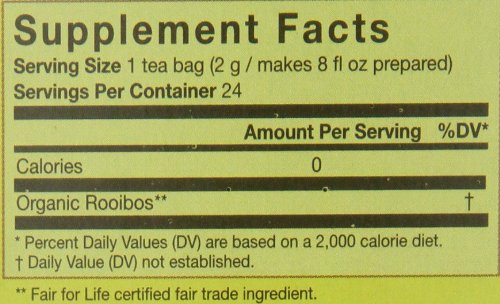 Supplement Facts
Serving Size 1 tea bag (2 g / makes 8 fl oz prepared)
Servings Per Container 24
Amount Per Serving %DV*
Calories 0
Organic Rooibos** †
* Percent Daily Values (DV) are based on a 2,000 calorie diet.
† Daily Value (DV) not established.
** Fair for Life certified fair trade ingredient.